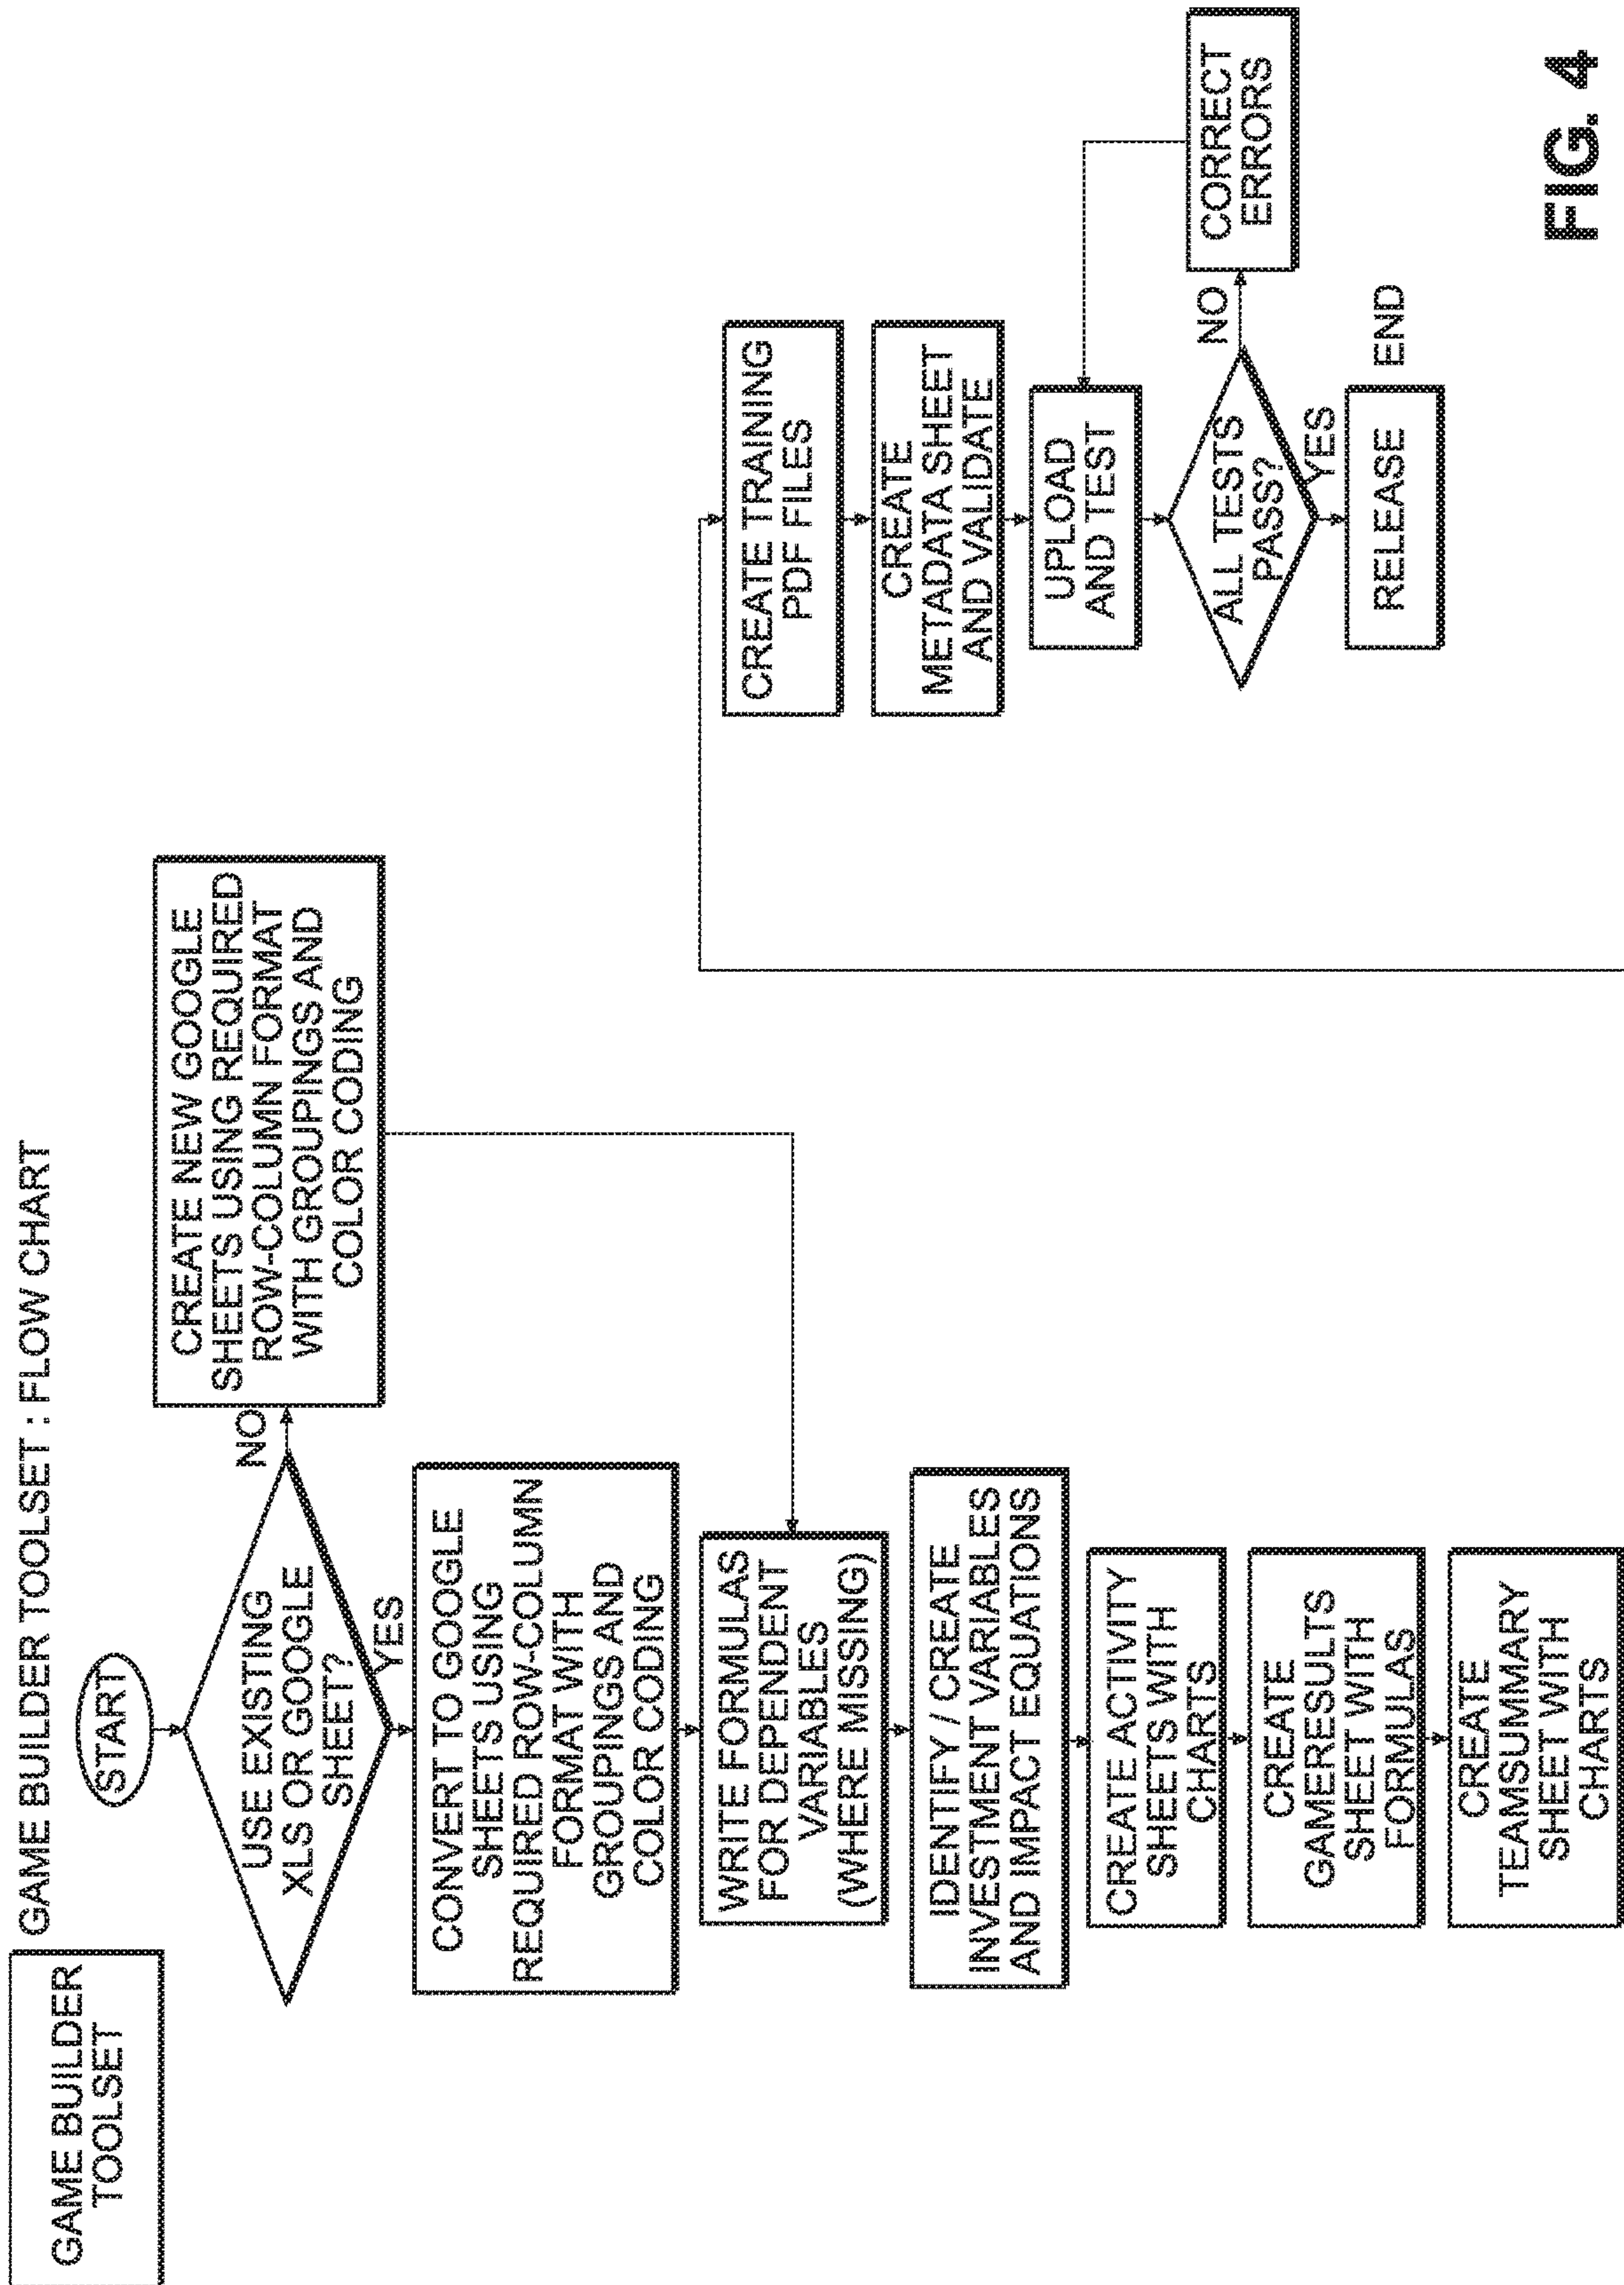 GAME BUILDER
TOOLSET
GAME BUILDER TOOLSET : FLOW CHART
START
USE EXISTING
XLS OR GOOGLE
SHEET?
NO
YES
CREATE NEW GOOGLE
SHEETS USING REQUIRED
ROW-COLUMN FORMAT
WITH GROUPINGS AND
COLOR CODING
CONVERT TO GOOGLE
SHEETS USING
REQUIRED ROW-COLUMN
FORMAT WITH
GROUPINGS AND
COLOR CODING
WRITE FORMULAS
FOR DEPENDENT
VARIABLES
(WHERE MISSING)
IDENTIFY / CREATE
INVESTMENT VARIABLES
AND IMPACT EQUATIONS
CREATE ACTIVITY
SHEETS WITH
CHARTS
CREATE
GAMERESULTS
SHEET WITH
FORMULAS
CREATE
TEAMSUMMARY
SHEET WITH
CHARTS
CREATE TRAINING
PDF FILES
CREATE
METADATA SHEET
AND VALIDATE
UPLOAD
AND TEST
ALL TESTS
PASS?
NO
YES
CORRECT
ERRORS
RELEASE
END
FIG. 4